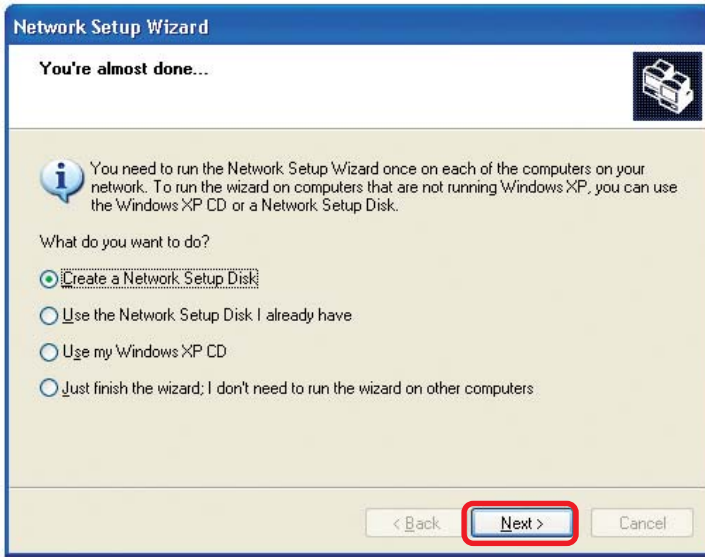 Network Setup Wizard
You're almost done...
You need to run the Network Setup Wizard once on each of the computers on your
network. To run the wizard on computers that are not running Windows XP, you can use
the Windows XP CD or a Network Setup Disk.
What do you want to do?
Create a Network Setup Disk
Use the Network Setup Disk I already have
Use my Windows XP CD
Just finish the wizard; I don't need to run the wizard on other computers
< Back
Next >
Cancel